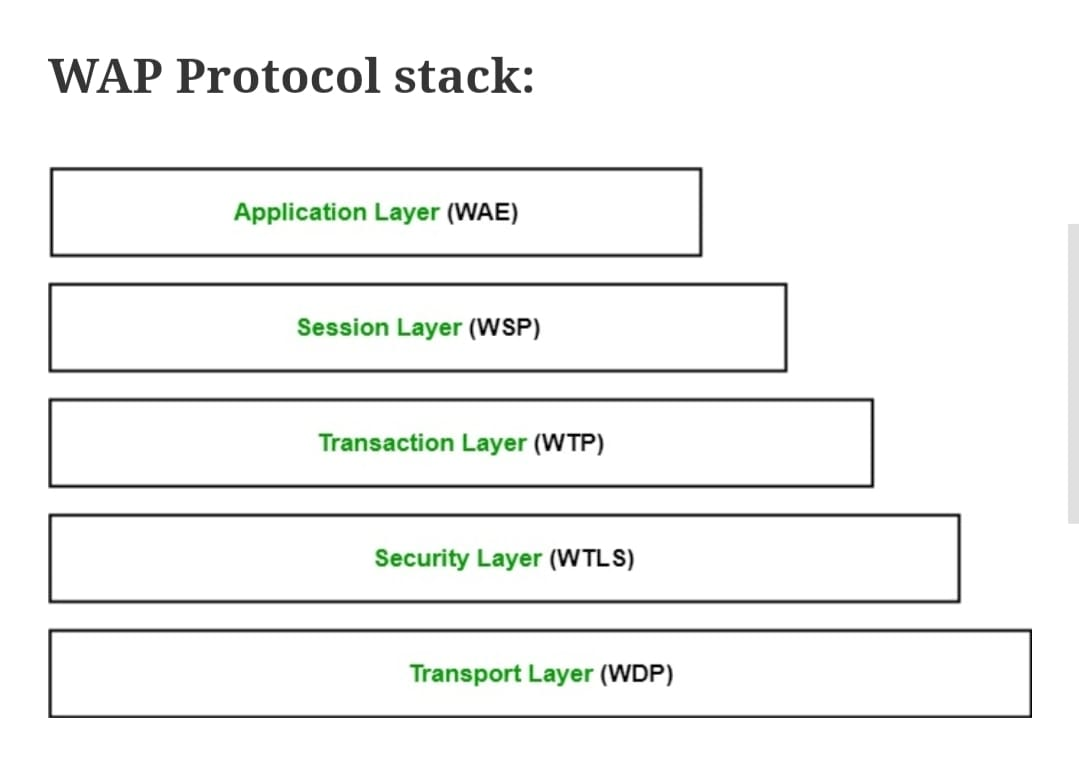 WAP Protocol stack:
Application Layer (WAE)
Session Layer (WSP)
Transaction Layer (WTP)
Security Layer (WTLS)
Transport Layer (WDP)